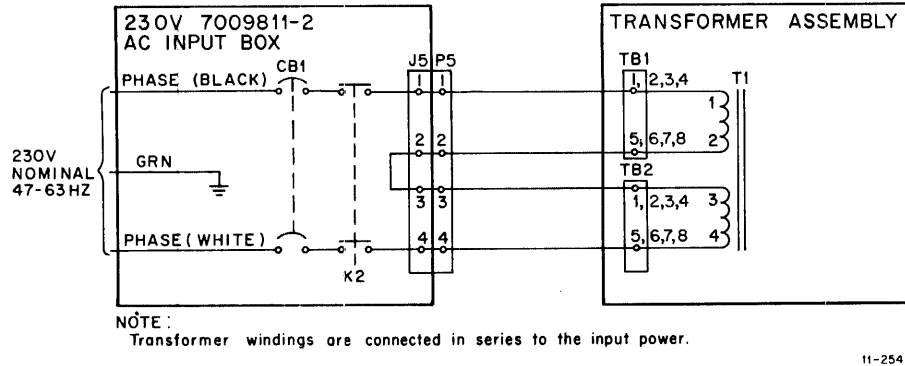 230V 7009811-2
AC INPUT BOX
TRANSFORMER ASSEMBLY
PHASE (BLACK)
CB1
J5 P5
TB1
T1
1 1
1, 2,3,4
1
2 2
5, 6,7,8
2
230V
NOMINAL
47-63HZ
GRN
TB2
3 3
1, 2,3,4
3
PHASE (WHITE)
4 4
5, 6,7,8
4
K2
NOTE:
Transformer windings are connected in series to the input power.
11-254